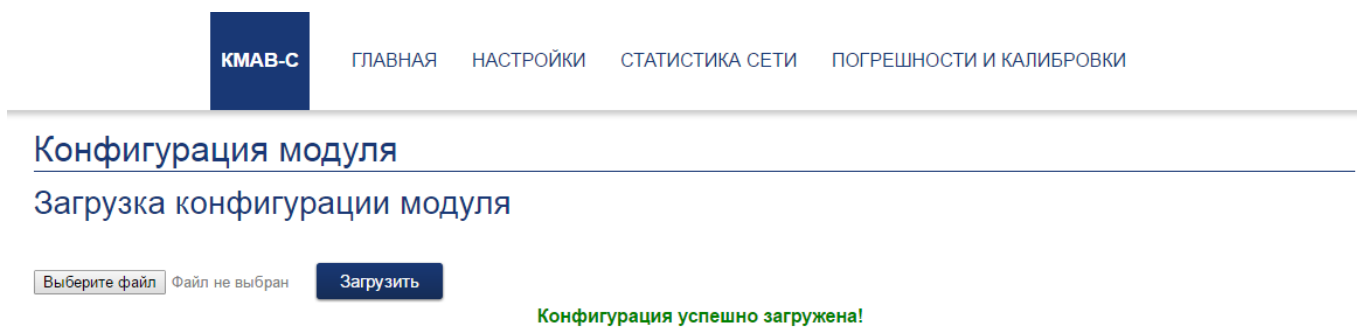 КМАВ-С ГЛАВНАЯ НАСТРОЙКИ СТАТИСТИКА СЕТИ ПОГРЕШНОСТИ И КАЛИБРОВКИ
Конфигурация модуля
Загрузка конфигурации модуля
Выберите файл Файл не выбран Загрузить
Конфигурация успешно загружена!